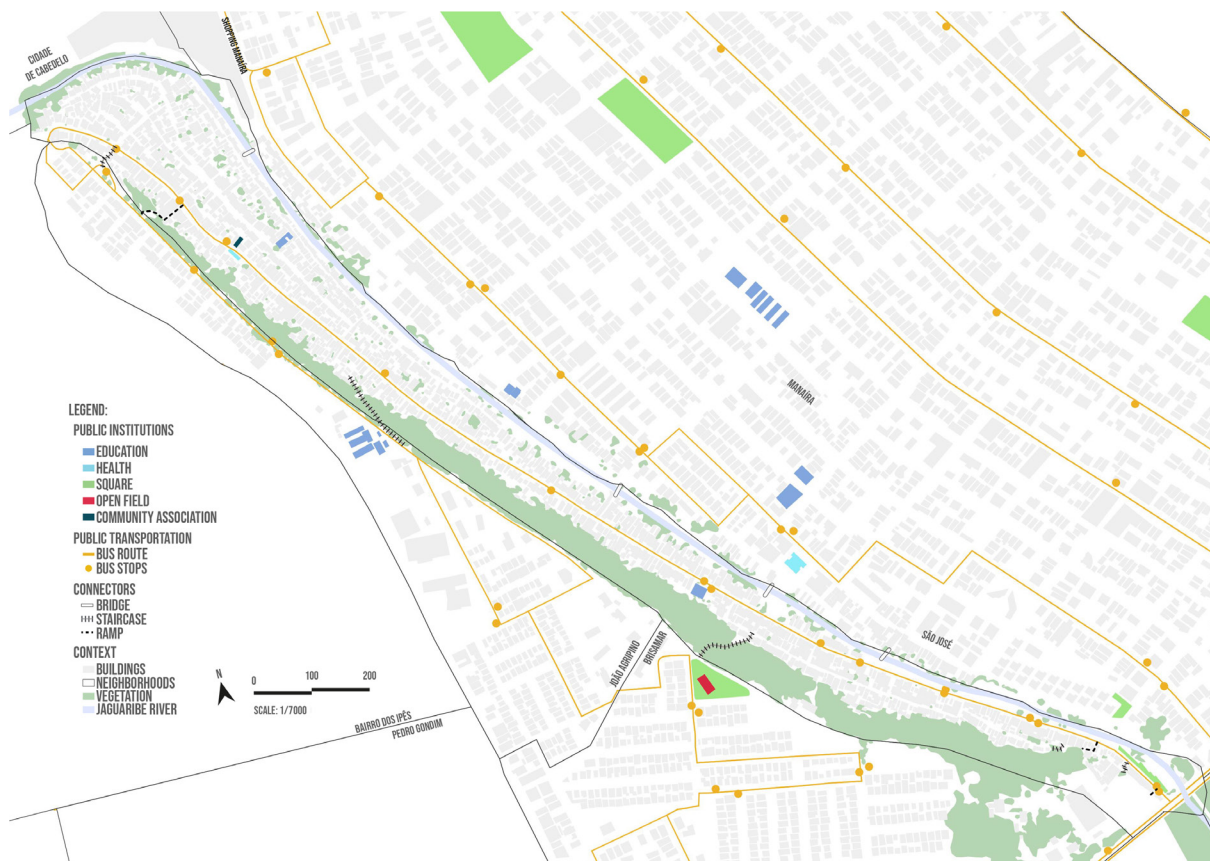 CIDADE
DE CABEDELO
SHOPPING MANAÍRA
MANAÍRA
LEGEND:
PUBLIC INSTITUTIONS
EDUCATION
HEALTH
SQUARE
OPEN FIELD
COMMUNITY ASSOCIATION
PUBLIC TRANSPORTATION
BUS ROUTE
BUS STOPS
CONNECTORS
BRIDGE
STAIRCASE
RAMP
CONTEXT
BUILDINGS
NEIGHBORHOODS
VEGETATION
JAGUARIBE RIVER
N
0 100 200
SCALE: 1/7000
SÃO JOSÉ
JOÃO AGRIPINO
BRISAMAR
BAIRRO DOS IPÊS
PEDRO GONDIM